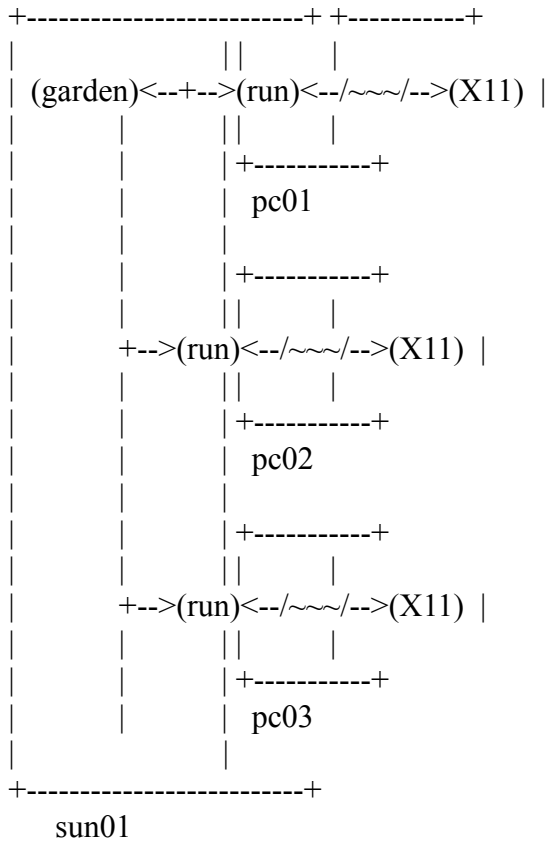 +--------------------------+ +-----------+
| | | | |
| (garden)<--+-->(run)<--/~~~/-->(X11) |
| | | | |
| | | +-----------+
| | | pc01
| | |
| | | +-----------+
| | | | |
| +-->(run)<--/~~~/-->(X11) |
| | | | |
| | | +-----------+
| | | pc02
| | |
| | | +-----------+
| | | | |
| +-->(run)<--/~~~/-->(X11) |
| | | | |
| | | +-----------+
| | | pc03
| |
+--------------------------+
sun01